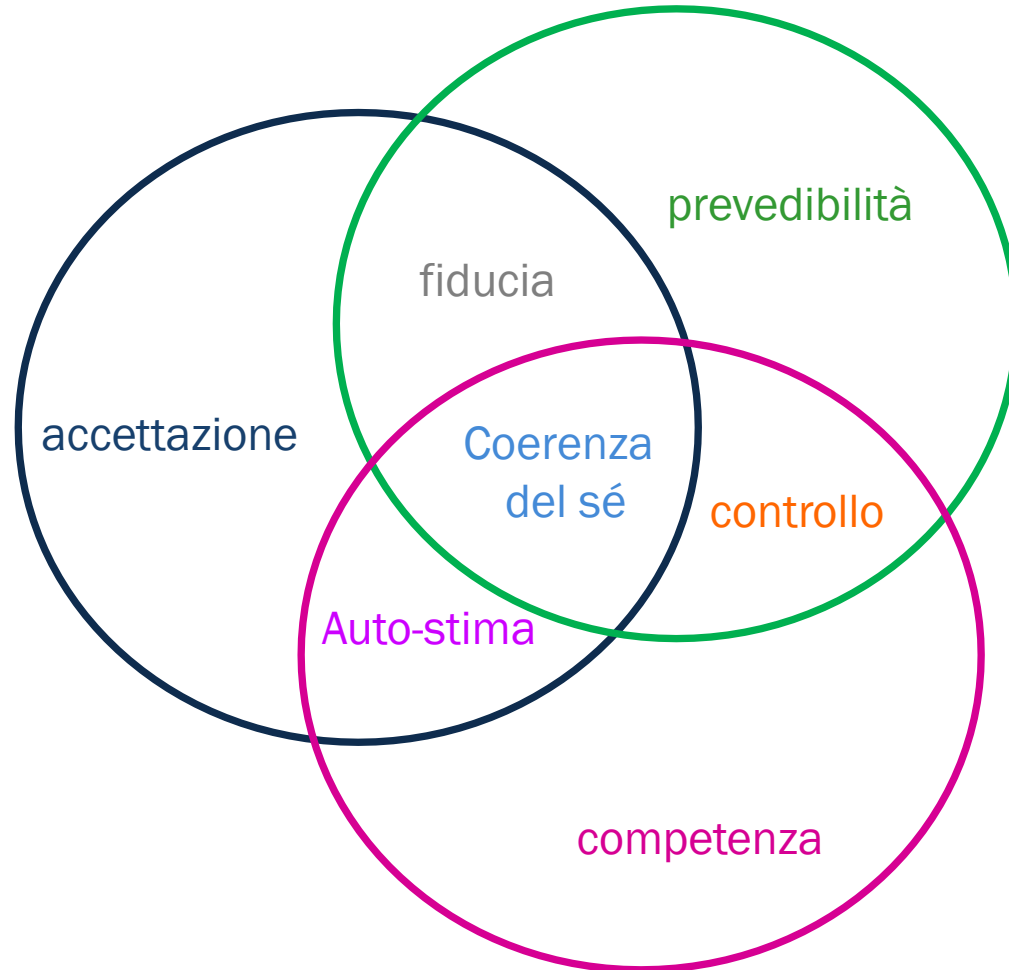 prevedibilità
fiducia
accettazione
Coerenza
del sé
controllo
Auto-stima
competenza